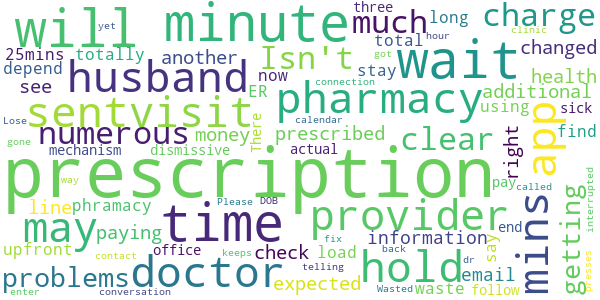 will minute much three long charge
25mins totally another Isn't total changed yet hour clinic
depend see husband now stay wait got health
sentvisit ER pharmacy connection additional
numerous money prescribed calendar clear using sick
Lose gone mechanism dismissive There actual app find
prescription right
way DOB pay called
may time provider mins getting interrupted
line phramacy Please
paying office information end
upfront contact check fix load back say
problems doctor keeps expected hold dr email
telling Wasted waste follow presses
enter conversation